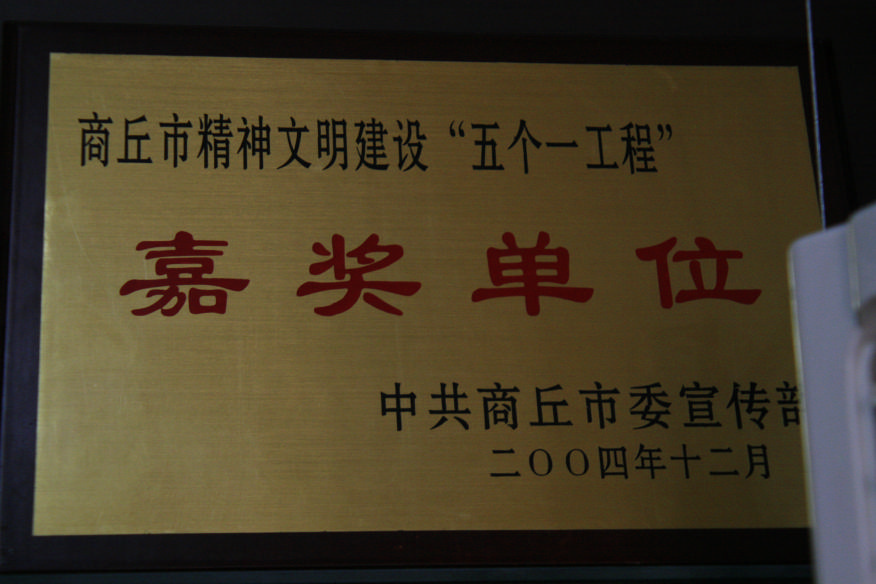 商丘市精神文明建设“五个一工程”
嘉奖单位
中共商丘市委宣传部
二〇〇四年十二月